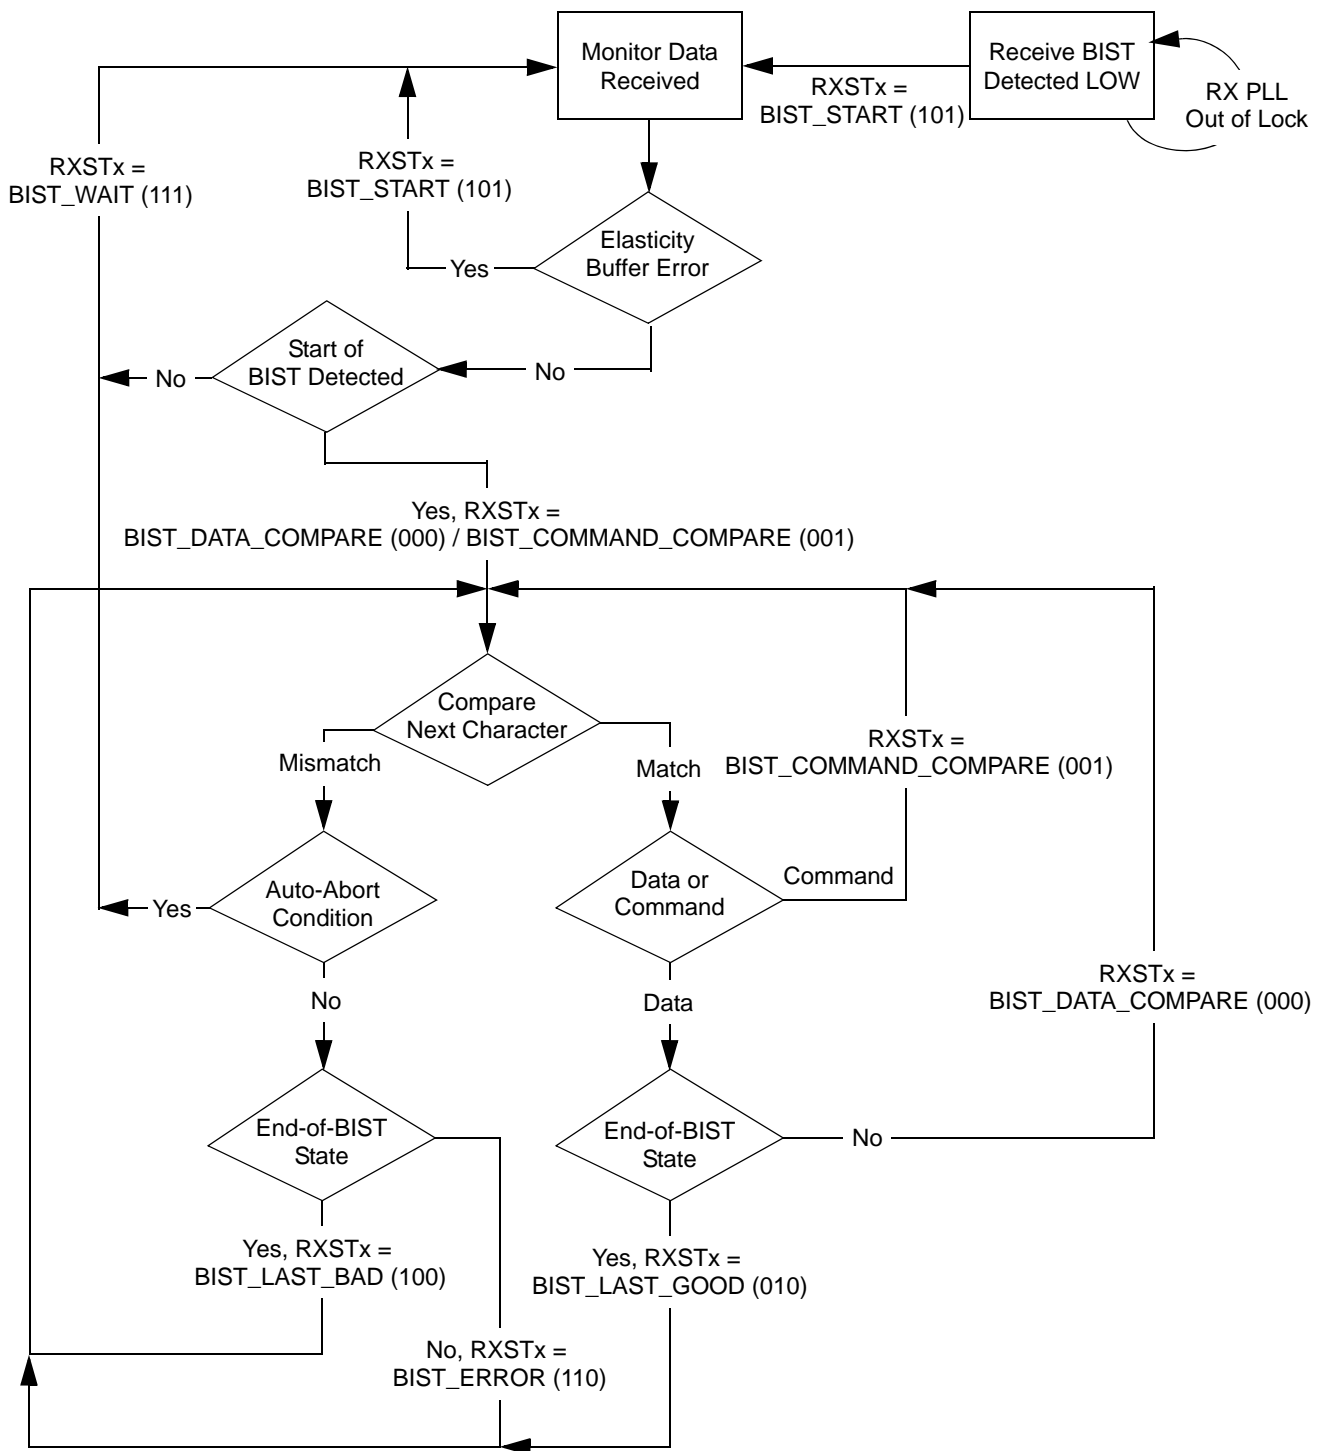 Monitor Data
Received
Receive BIST
Detected LOW
RXSTx =
BIST_START (101)
RX PLL
Out of Lock
RXSTx =
BIST_WAIT (111)
RXSTx =
BIST_START (101)
Elasticity
Buffer Error
Yes
Start of
BIST Detected
No
No
Yes, RXSTx =
BIST_DATA_COMPARE (000) / BIST_COMMAND_COMPARE (001)
Compare
Next Character
Mismatch
Match
RXSTx =
BIST_COMMAND_COMPARE (001)
Auto-Abort
Condition
Yes
Data or
Command
Command
No
Data
RXSTx =
BIST_DATA_COMPARE (000)
End-of-BIST
State
End-of-BIST
State
No
Yes, RXSTx =
BIST_LAST_BAD (100)
Yes, RXSTx =
BIST_LAST_GOOD (010)
No, RXSTx =
BIST_ERROR (110)